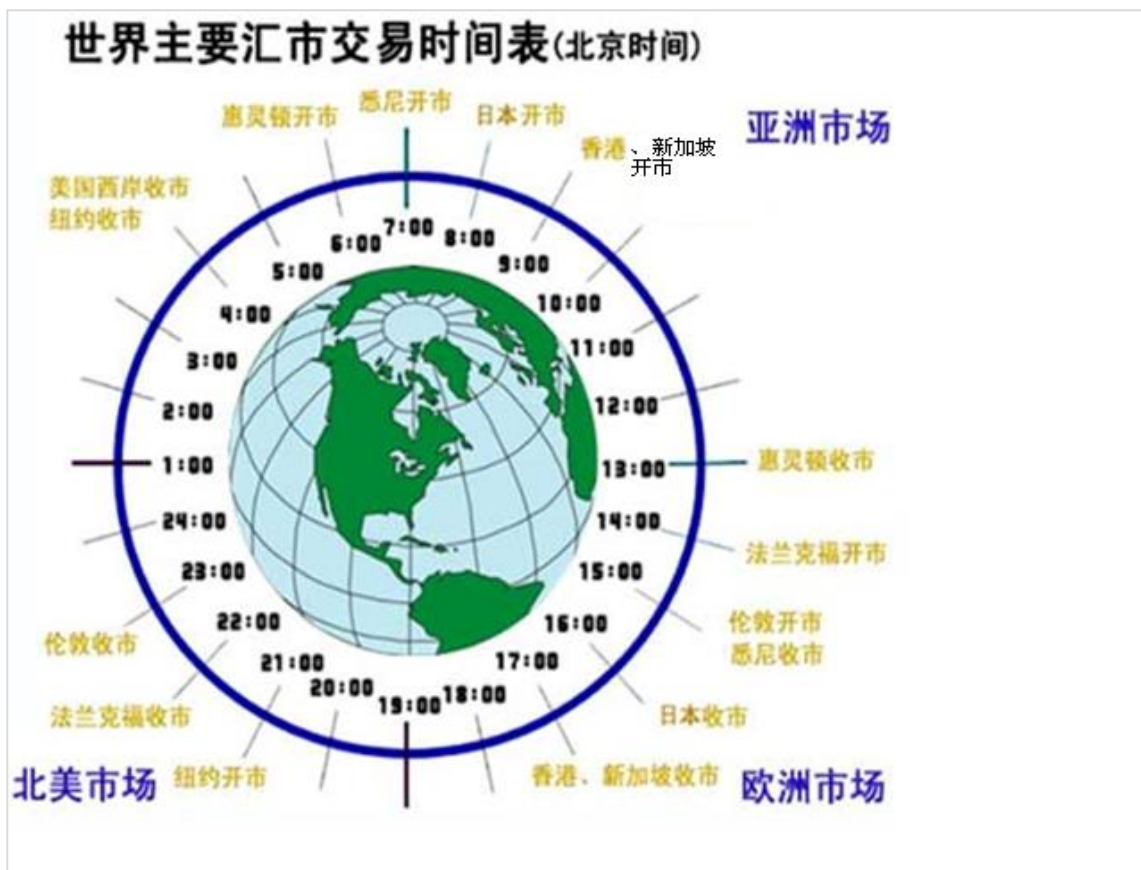 世界主要汇市交易时间表(北京时间)
惠灵顿开市
悉尼开市
日本开市
亚洲市场
香港、新加坡
开市
美国西岸收市
纽约收市
7:00
6:00
8:00
5:00
9:00
4:00
10:00
3:00
11:00
2:00
12:00
1:00
13:00
惠灵顿收市
24:00
14:00
法兰克福开市
23:00
15:00
22:00
16:00
伦敦开市
悉尼收市
伦敦收市
21:00
17:00
20:00
18:00
19:00
法兰克福收市
日本收市
北美市场
纽约开市
香港、新加坡收市
欧洲市场